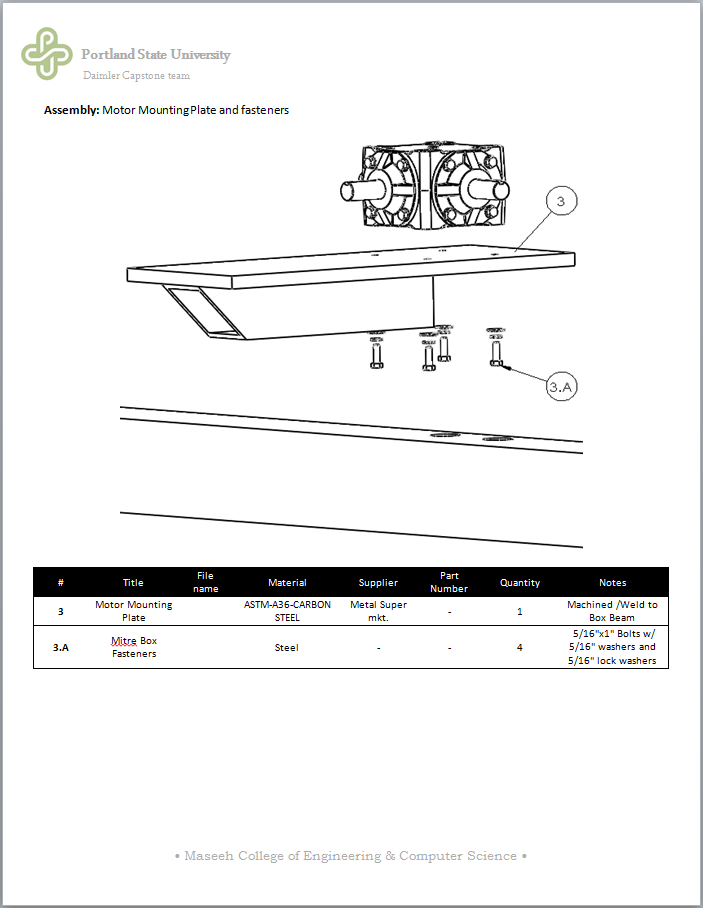 Portland State University
Daimler Capstone team
Assembly: Motor Mounting Plate and fasteners
3
3.A
# Title File name Material Supplier Part Number Quantity Notes
3 Motor Mounting Plate ASTM-A36-CARBON STEEL Metal Super mkt. - 1 Machined /Weld to Box Beam
3.A Mitre Box Fasteners Steel - - 4 5/16"x1" Bolts w/ 5/16" washers and 5/16" lock washers
• Maseeh College of Engineering & Computer Science •